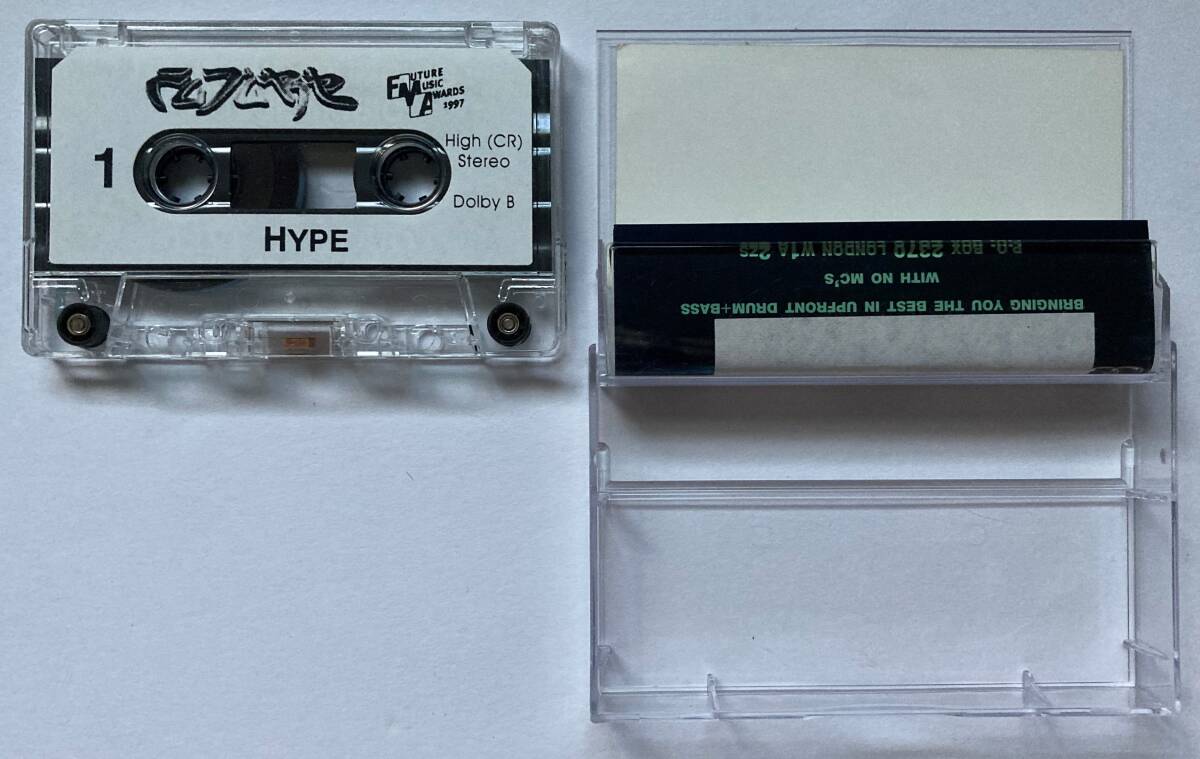 FUTURE
MUSIC
AWARDS
1997
1
High (CR)
Stereo
Dolby B
HYPE
BRINGING YOU THE BEST IN UPFRONT DRUM+BASS
WITH NO MC'S
P.O. BOX 2370 LONDON W1A 2ZS